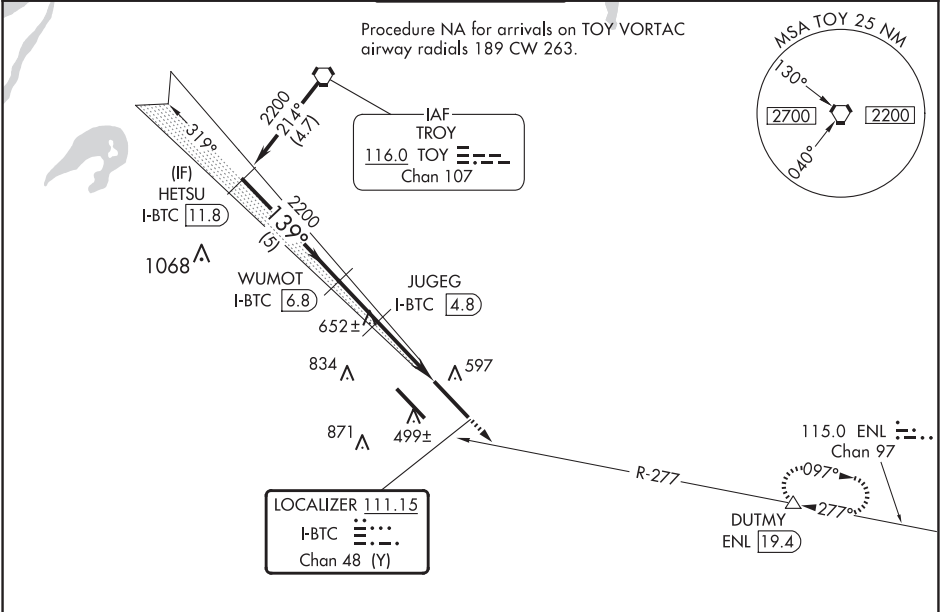 Procedure NA for arrivals on TOY VORTAC
airway radials 189 CW 263.
MSA TOY 25 NM
130°
2700
2200
040°
2200
214°
(4.7)
IAF
TROY
116.0 TOY
Chan 107
319°
(IF)
HETSU
I-BTC 11.8
2200
139°
(5)
1068
WUMOT
I-BTC 6.8
JUGEG
I-BTC 4.8
652±
834
597
871
499±
115.0 ENL
Chan 97
R-277
097°
277°
DUTMY
ENL 19.4
LOCALIZER 111.15
I-BTC
Chan 48 (Y)